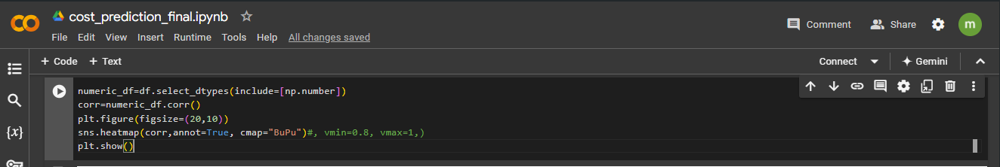 cost_prediction_final.ipynb
File Edit View Insert Runtime Tools Help All changes saved
Comment
Share
m
+ Code + Text
Connect
Gemini
{x}
numeric_df=df.select_dtypes(include=[np.number])
corr=numeric_df.corr()
plt.figure(figsize=(20,10))
sns.heatmap(corr,annot=True, cmap="BuPu")#, vmin=0.8, vmax=1,)
plt.show()